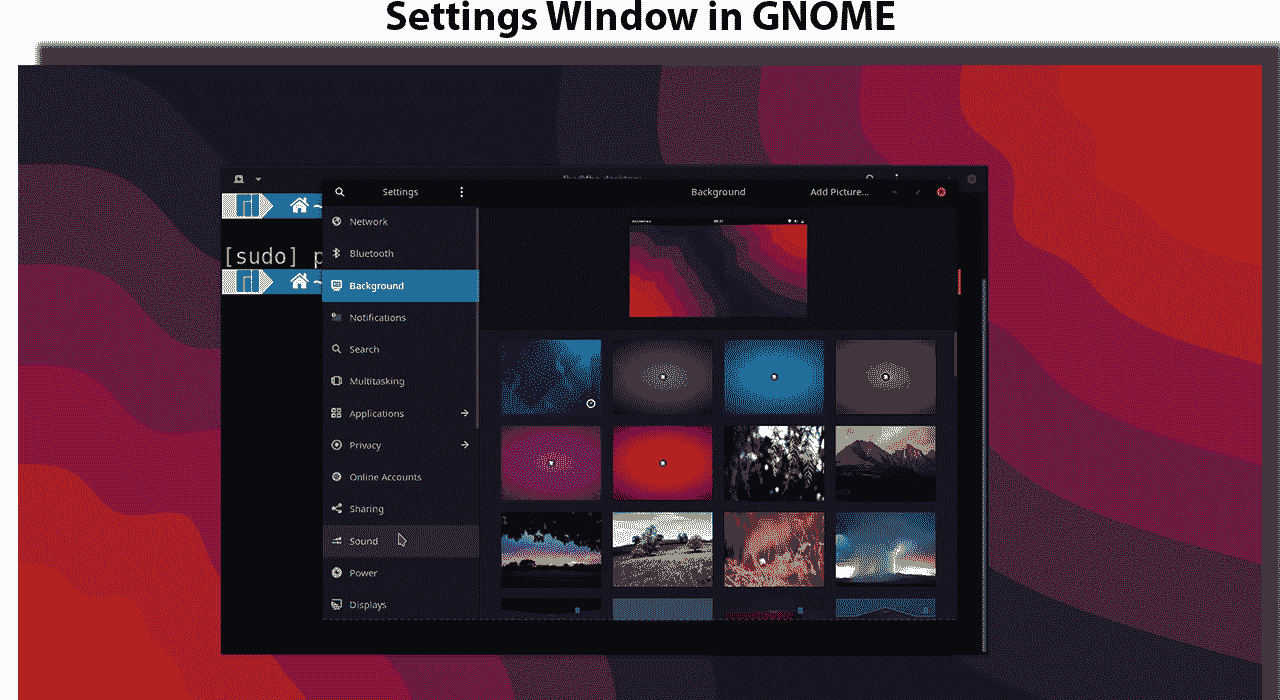 Settings WIndow in GNOME
Settings
Background
Add Picture...
Network
Bluetooth
[sudo] p
Background
Notifications
Search
Multitasking
Applications
Privacy
Online Accounts
Sharing
Sound
Power
Displays